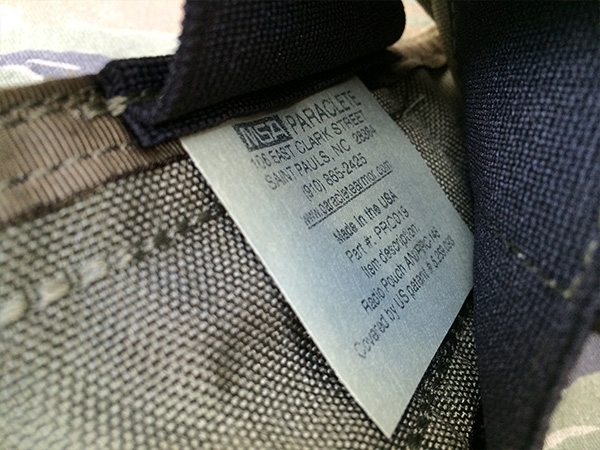 MSA PARACLETE
106 EAST CLARK STREET
SAINT PAULS, NC 28384
(910) 865-2425
www.paracletearmor.com
Made in the USA
Part #: PRC019
Item description
Radio Pouch AN/PRC 148
Covered by US patent #